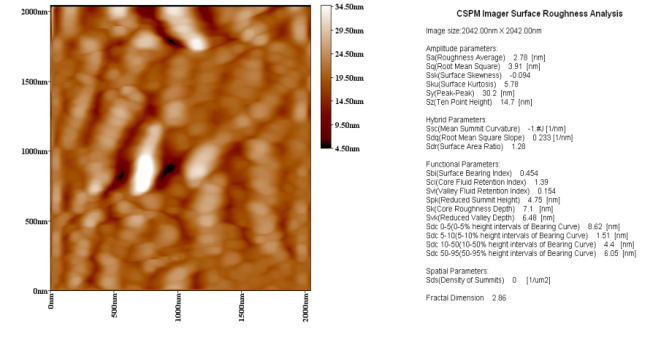 2000nm
1500nm
1000nm
500nm
0nm
0nm
500nm
1000nm
1500nm
2000nm
34.50nm
29.50nm
24.50nm
19.50nm
14.50nm
9.50nm
4.50nm
CSPM Imager Surface Roughness Analysis
Image size:2042.00nm X 2042.00nm
Amplitude parameters:
Sa(Roughness Average) 2.78 [nm]
Sq(Root Mean Square) 3.91 [nm]
Ssk(Surface Skewness) -0.094
Sku(Surface Kurtosis) 5.78
Sy(Peak-Peak) 30.2 [nm]
Sz(Ten Point Height) 14.7 [nm]
Hybrid Parameters:
Ssc(Mean Summit Curvature) -1.#J [1/nm]
Sdq(Root Mean Square Slope) 0.233 [1/nm]
Sdr(Surface Area Ratio) 1.28
Functional Parameters:
Sbi(Surface Bearing Index) 0.454
Sci(Core Fluid Retention Index) 1.39
Svi(Valley Fluid Retention Index) 0.154
Spk(Reduced Summit Height) 4.75 [nm]
Sk(Core Roughness Depth) 7.1 [nm]
Svk(Reduced Valley Depth) 6.48 [nm]
Sdc 0-5(0-5% height intervals of Bearing Curve) 8.62 [nm]
Sdc 5-10(5-10% height intervals of Bearing Curve) 1.51 [nm]
Sdc 10-50(10-50% height intervals of Bearing Curve) 4.4 [nm]
Sdc 50-95(50-95% height intervals of Bearing Curve) 6.05 [nm]
Spatial Parameters:
Sds(Density of Summits) 0 [1/um2]
Fractal Dimension 2.86